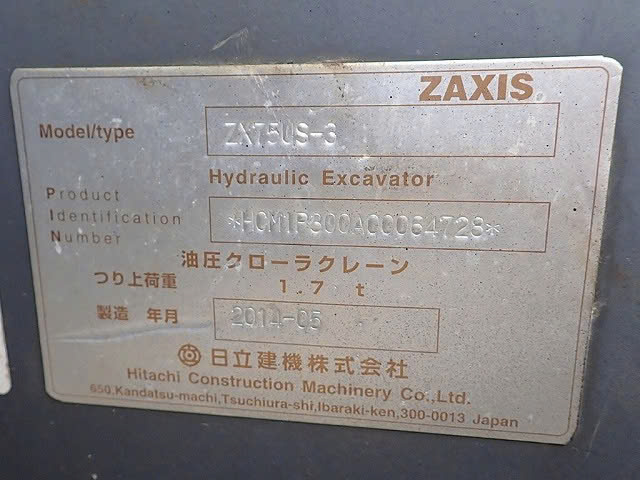 ZAXIS
Model/type ZX75US-3
Hydraulic Excavator
Product
Identification
Number *HCM1P300ACC064728*
油圧クローラクレーン
つり上荷重 1.7 t
製造 年月 2014-05
日立建機株式会社
Hitachi Construction Machinery Co.,Ltd.
650,Kandatsu-machi,Tsuchiura-shi,Ibaraki-ken,300-0013 Japan